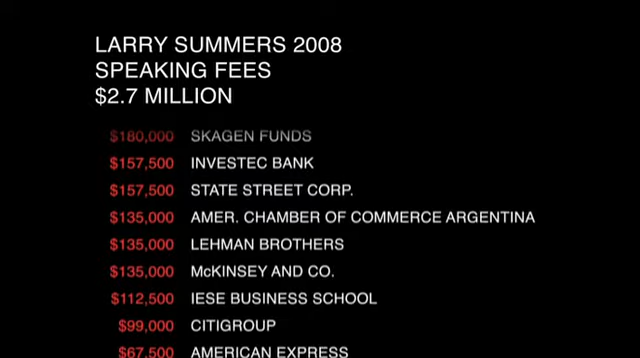 LARRY SUMMERS 2008
SPEAKING FEES
$2.7 MILLION
$180,000 SKAGEN FUNDS
$157,500 INVESTEC BANK
$157,500 STATE STREET CORP.
$135,000 AMER. CHAMBER OF COMMERCE ARGENTINA
$135,000 LEHMAN BROTHERS
$135,000 McKINSEY AND CO.
$112,500 IESE BUSINESS SCHOOL
$99,000 CITIGROUP
$67,500 AMERICAN EXPRESS